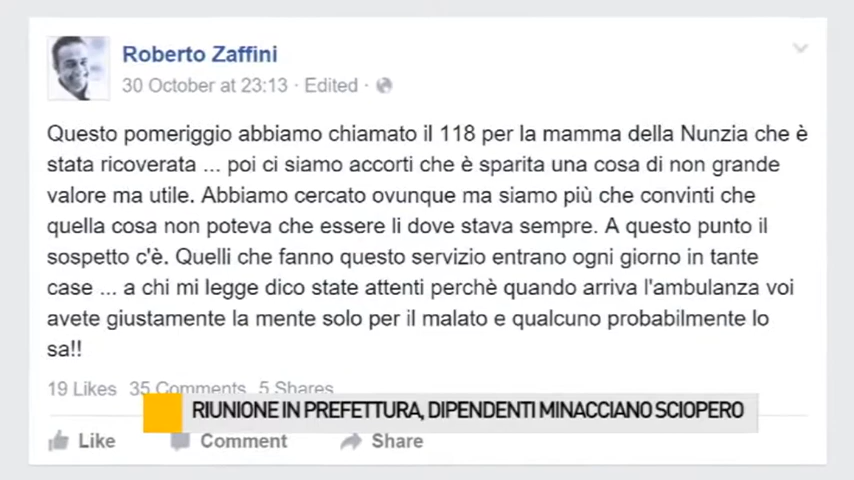 Roberto Zaffini
30 October at 23:13 · Edited ·
Questo pomeriggio abbiamo chiamato il 118 per la mamma della Nunzia che è
stata ricoverata ... poi ci siamo accorti che è sparita una cosa di non grande
valore ma utile. Abbiamo cercato ovunque ma siamo più che convinti che
quella cosa non poteva che essere li dove stava sempre. A questo punto il
sospetto c'è. Quelli che fanno questo servizio entrano ogni giorno in tante
case ... a chi mi legge dico state attenti perchè quando arriva l'ambulanza voi
avete giustamente la mente solo per il malato e qualcuno probabilmente lo
sa!!
19 Likes 35 Comments 5 Shares
RIUNIONE IN PREFETTURA, DIPENDENTI MINACCIANO SCIOPERO
Like Comment Share